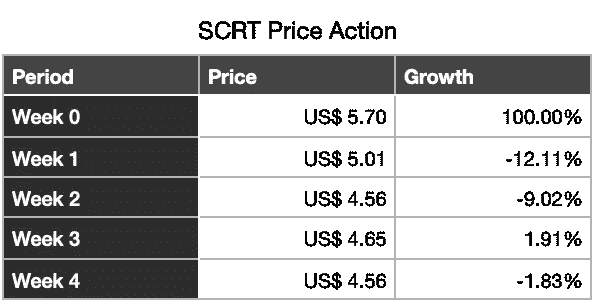 SCRT Price Action
Period Price Growth
Week 0 US$ 5.70 100.00%
Week 1 US$ 5.01 -12.11%
Week 2 US$ 4.56 -9.02%
Week 3 US$ 4.65 1.91%
Week 4 US$ 4.56 -1.83%